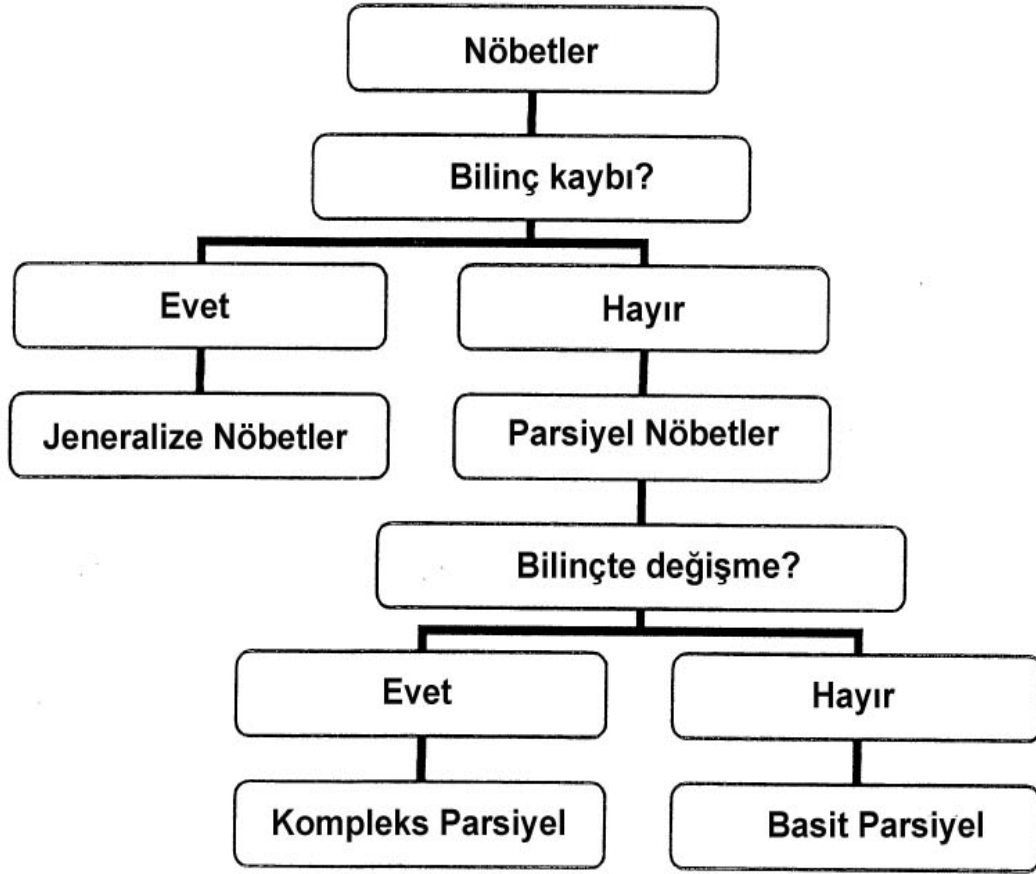 Nöbetler
Bilinç kaybı?
Evet
Hayır
Jeneralize Nöbetler
Parsiyel Nöbetler
Bilinçte değişme?
Evet
Hayır
Kompleks Parsiyel
Basit Parsiyel